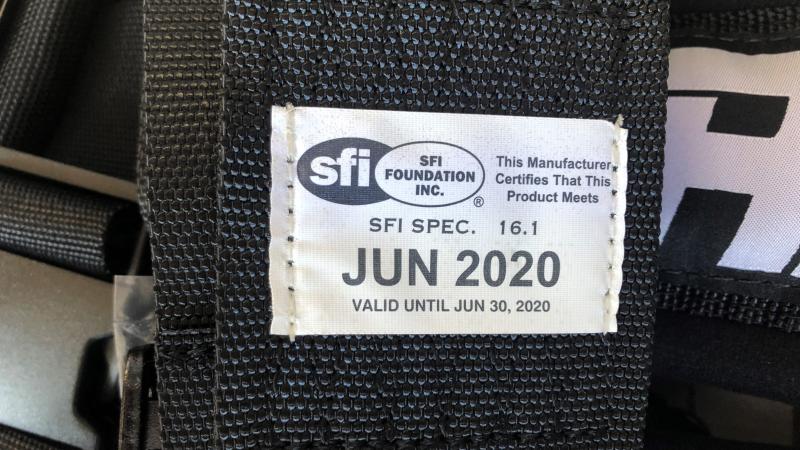 sfi
SFI
FOUNDATION
INC.
®
This Manufacturer
Certifies That This
Product Meets
SFI SPEC. 16.1
JUN 2020
VALID UNTIL JUN 30, 2020